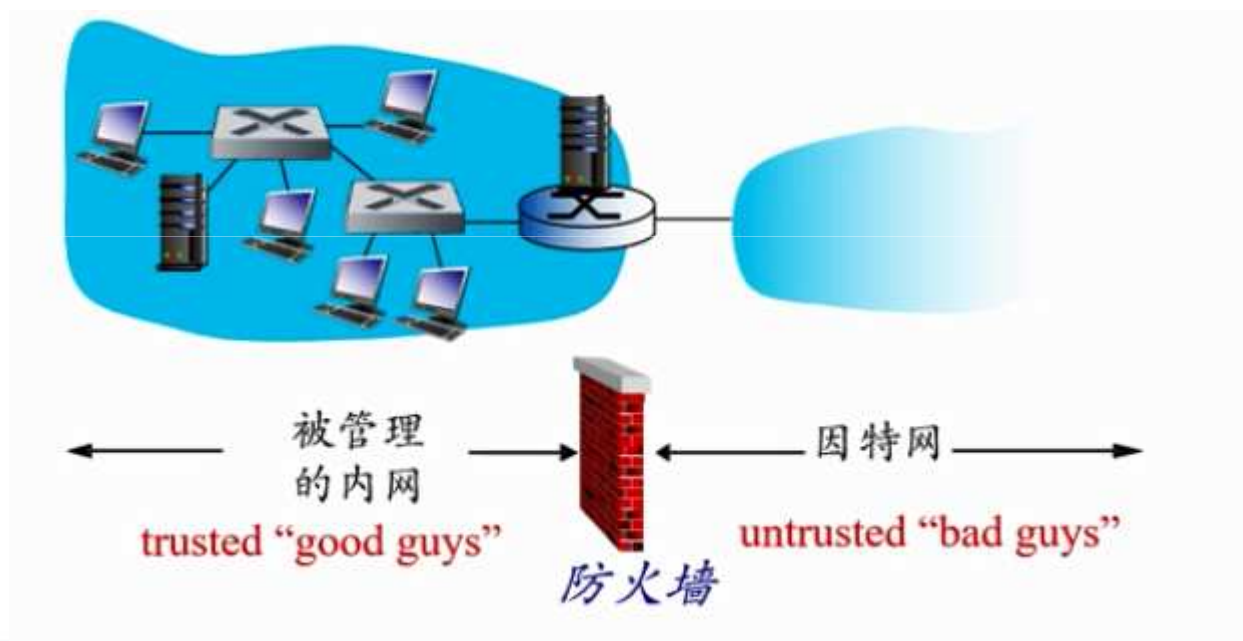 被管理
的内网
trusted “good guys”
因特网
untrusted “bad guys”
防火墙